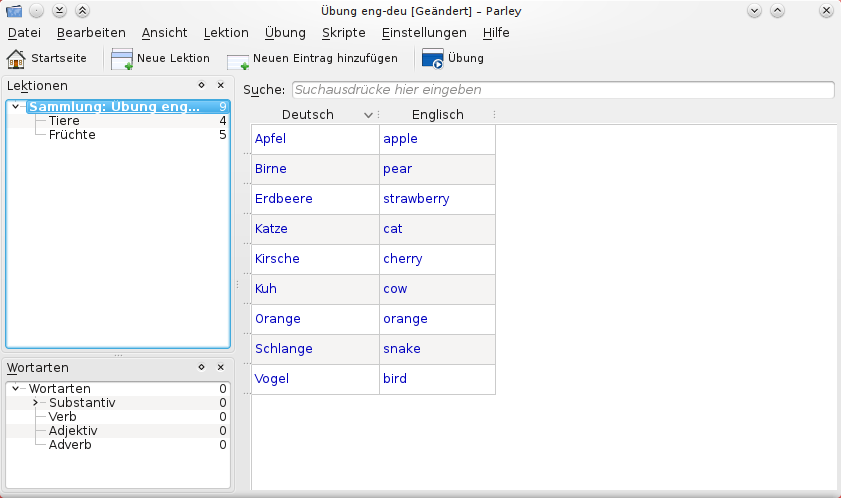 Übung eng-deu [Geändert] – Parley
Datei Bearbeiten Ansicht Lektion Übung Skripte Einstellungen Hilfe
Startseite Neue Lektion Neuen Eintrag hinzufügen Übung
Lektionen
Sammlung: Übung eng... 9
Tiere 4
Früchte 5
Wortarten
Wortarten 0
Substantiv 0
Verb 0
Adjektiv 0
Adverb 0
Suche: Suchausdrücke hier eingeben
Deutsch Englisch
Apfel apple
Birne pear
Erdbeere strawberry
Katze cat
Kirsche cherry
Kuh cow
Orange orange
Schlange snake
Vogel bird